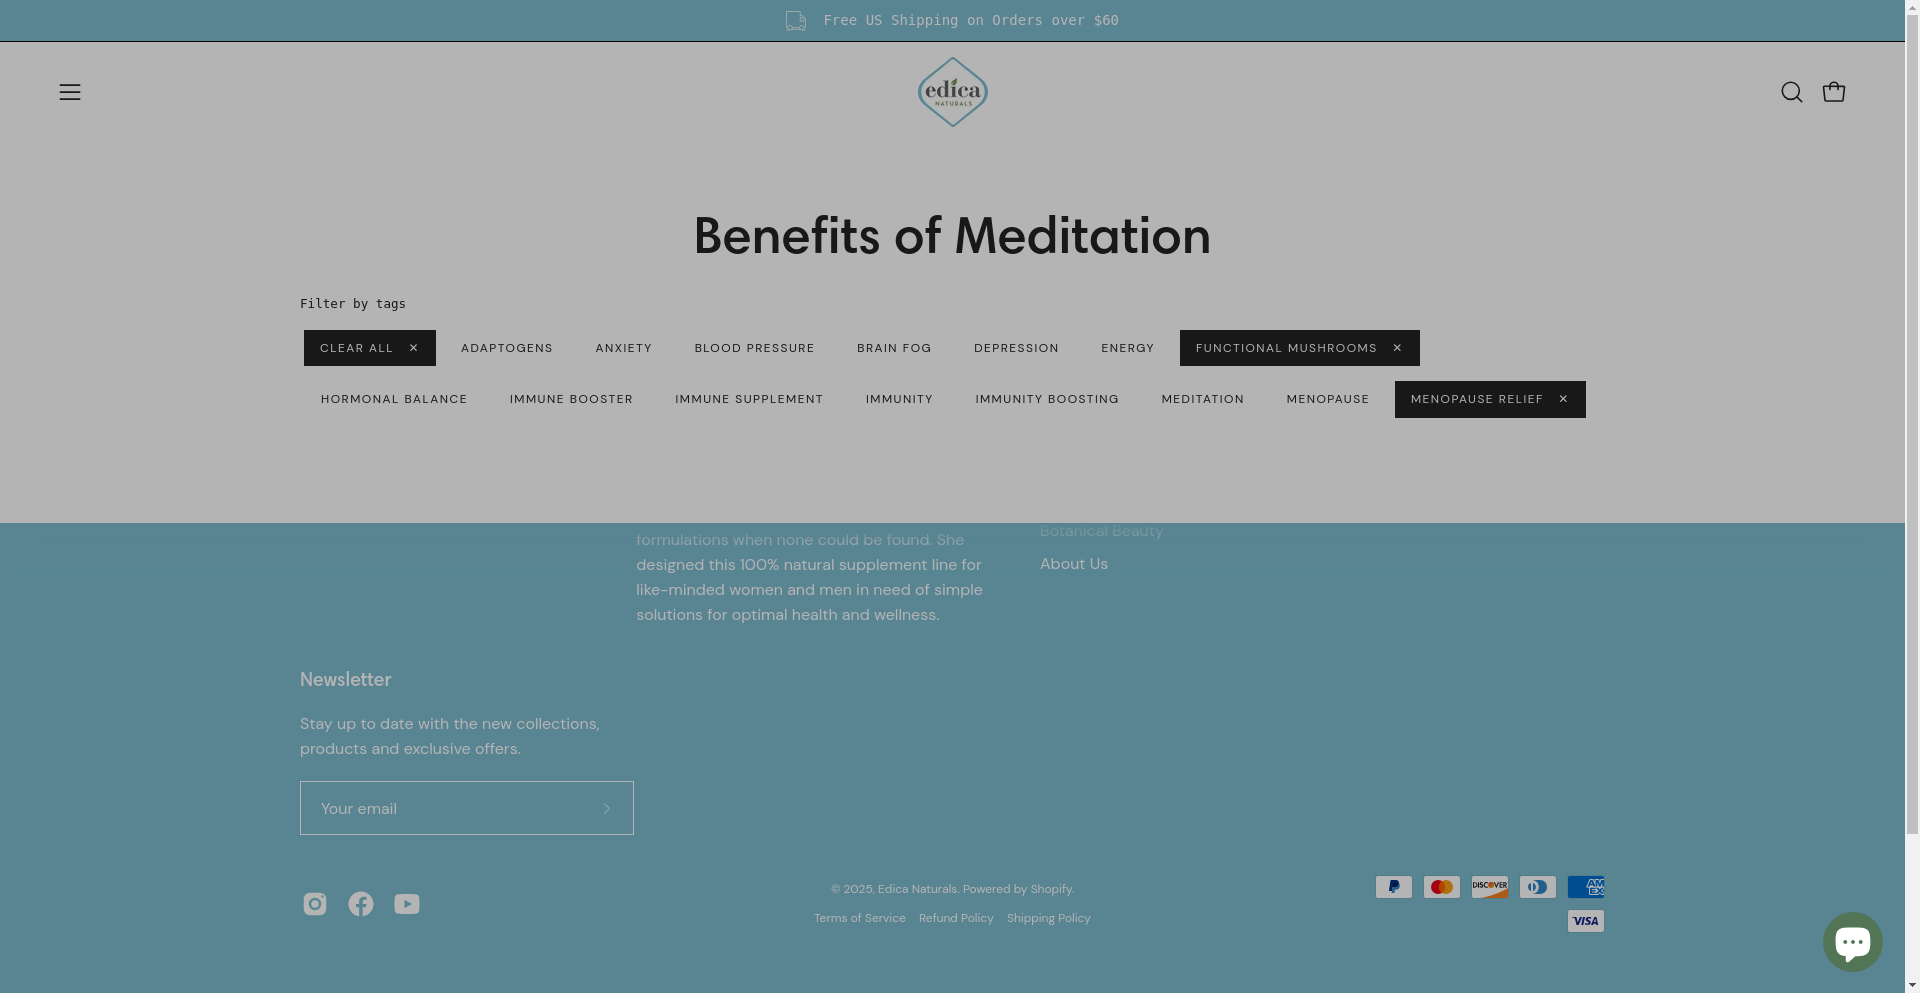 Free US Shipping on Orders over $60
edica
NATURALS
Benefits of Meditation
Filter by tags
CLEAR ALL ✕ ADAPTOGENS ANXIETY BLOOD PRESSURE BRAIN FOG DEPRESSION ENERGY FUNCTIONAL MUSHROOMS ✕
HORMONAL BALANCE IMMUNE BOOSTER IMMUNE SUPPLEMENT IMMUNITY IMMUNITY BOOSTING MEDITATION MENOPAUSE MENOPAUSE RELIEF ✕
Botanical Beauty
formulations when none could be found. She
designed this 100% natural supplement line for
like-minded women and men in need of simple
solutions for optimal health and wellness.
About Us
Newsletter
Stay up to date with the new collections,
products and exclusive offers.
Your email
© 2025, Edica Naturals. Powered by Shopify.
Terms of Service Refund Policy Shipping Policy
DISCOVER
AM
EX
VISA